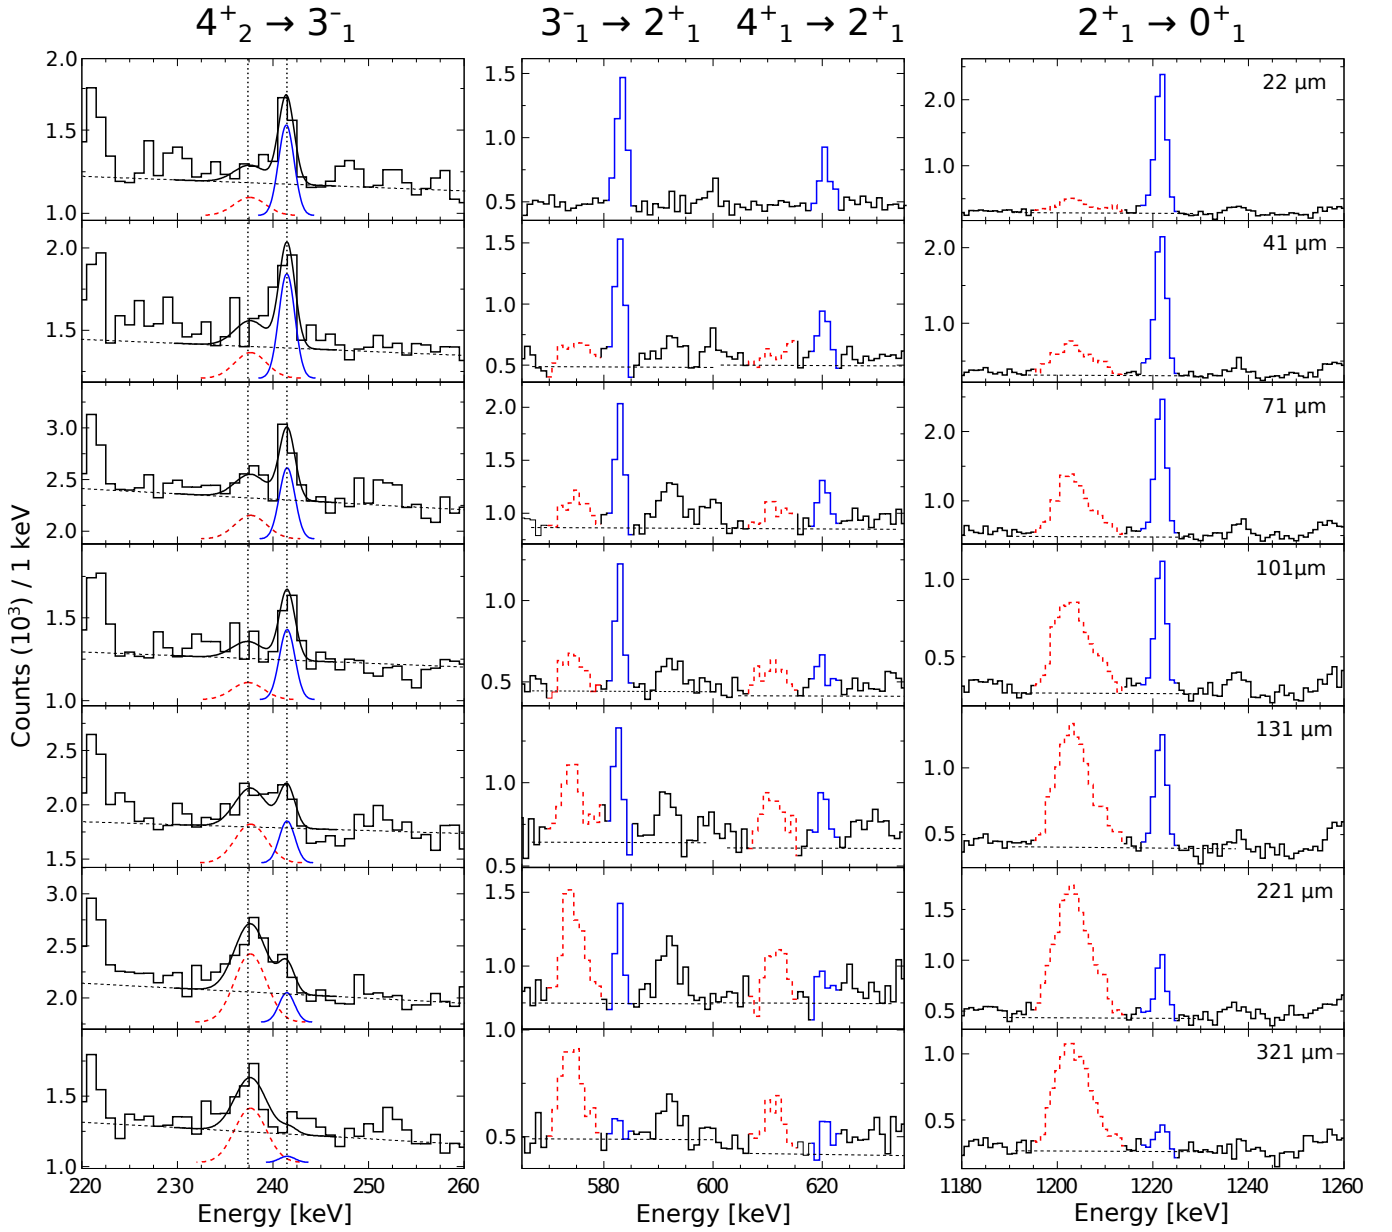 4⁺₂ → 3⁻₁
3⁻₁ → 2⁺₁ 4⁺₁ → 2⁺₁
2⁺₁ → 0⁺₁
Counts (10³) / 1 keV
2.0
1.5
1.0
1.5
1.0
0.5
2.0
1.0
22 µm
2.0
1.5
1.5
1.0
0.5
2.0
1.0
41 µm
3.0
2.5
2.0
2.0
1.5
1.0
2.0
1.0
71 µm
1.5
1.0
1.2
0.5
1.0
0.5
101µm
2.5
2.0
1.5
1.0
0.5
1.0
0.5
131 µm
3.0
2.0
1.5
1.0
1.5
1.0
0.5
221 µm
2.0
1.5
1.0
1.0
0.5
1.0
0.5
321 µm
220 230 240 250 260
580 600 620
1180 1200 1220 1240 1260
Energy [keV]
Energy [keV]
Energy [keV]